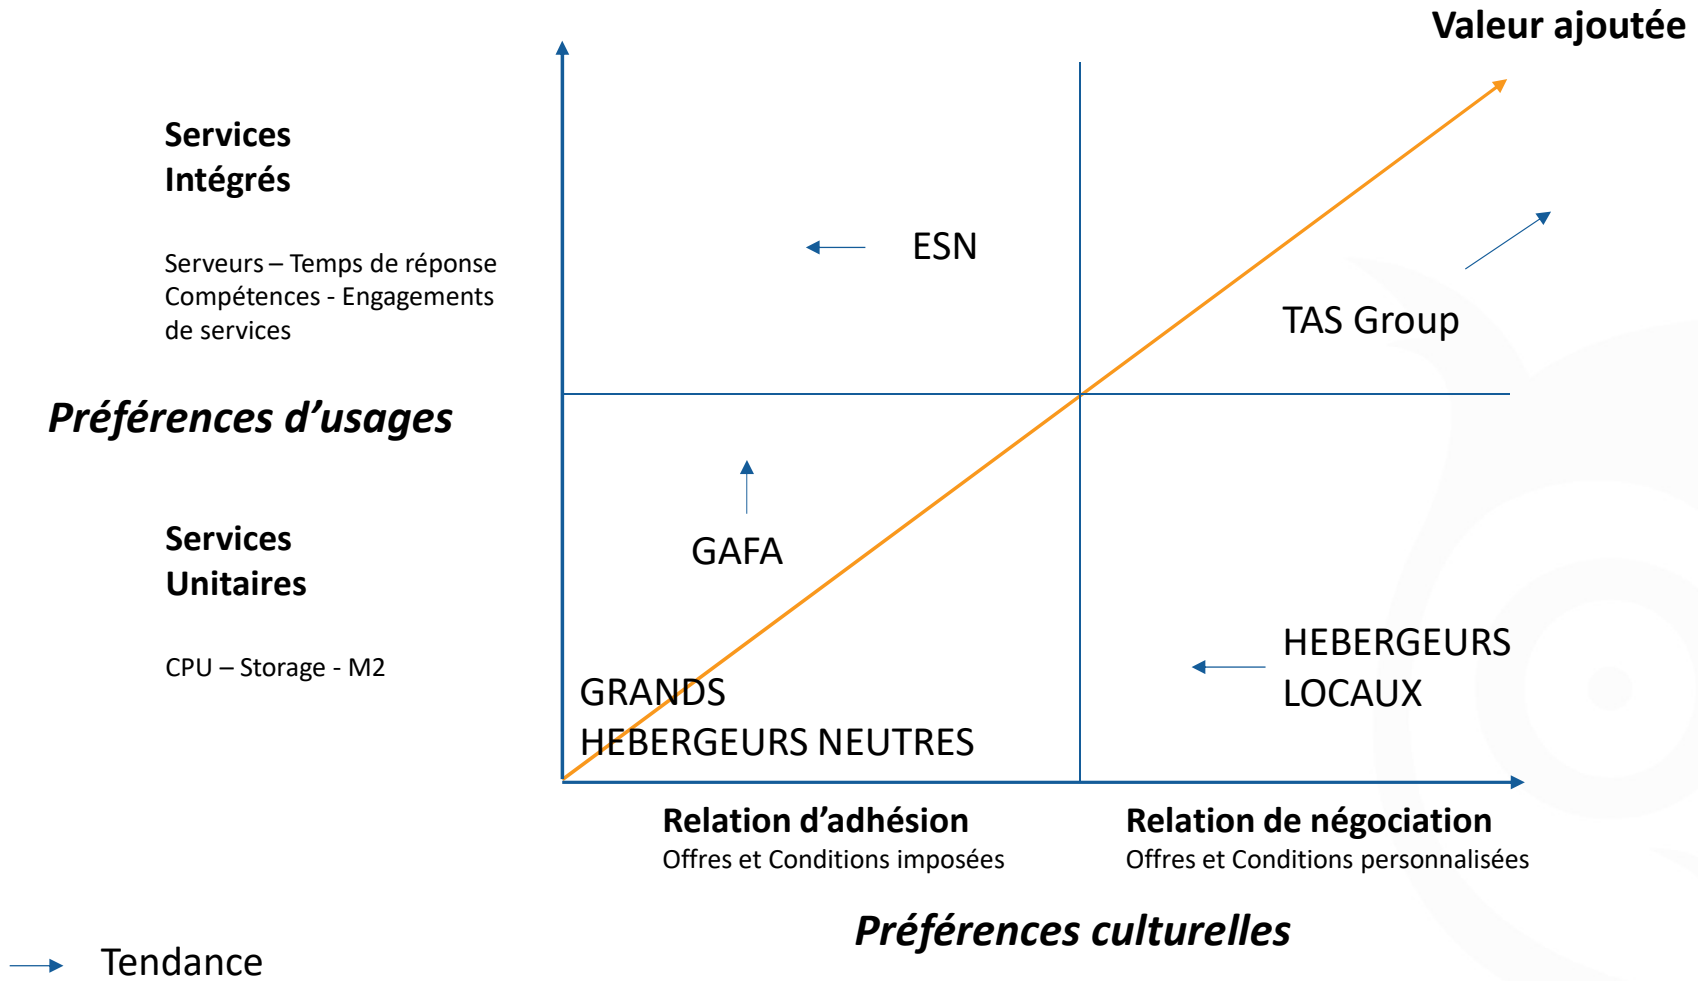 Valeur ajoutée
Services
Intégrés
Serveurs – Temps de réponse
Compétences - Engagements
de services
ESN
TAS Group
Préférences d’usages
Services
Unitaires
CPU – Storage - M2
GAFA
GRANDS
HEBERGEURS NEUTRES
HEBERGEURS
LOCAUX
Relation d’adhésion
Offres et Conditions imposées
Relation de négociation
Offres et Conditions personnalisées
Préférences culturelles
Tendance